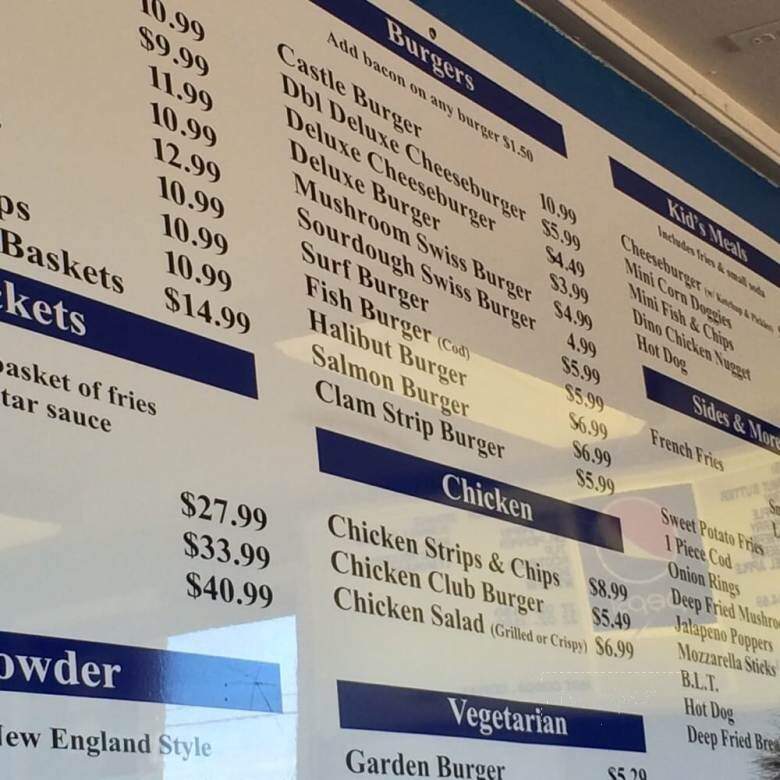 10.99
$9.99
11.99
10.99
12.99
10.99
10.99
10.99
Baskets $14.99
kets
basket of fries
tar sauce
$27.99
$33.99
$40.99
owder
New England Style
Burgers
Add bacon on any burger $1.50
Castle Burger 10.99
Dbl Deluxe Cheeseburger $5.99
Deluxe Cheeseburger $4.49
Deluxe Burger $3.99
Mushroom Swiss Burger $4.99
Sourdough Swiss Burger 4.99
Surf Burger $5.99
Fish Burger (Cod) $5.99
Halibut Burger $6.99
Salmon Burger $6.99
Clam Strip Burger $5.99
Chicken
Chicken Strips & Chips $8.99
Chicken Club Burger $5.49
Chicken Salad (Grilled or Crispy) $6.99
Vegetarian
Garden Burger $5.29
Kid's Meals
Includes fries & small soda
Cheeseburger (w/ Ketchup & Pickles)
Mini Corn Doggies
Mini Fish & Chips
Dino Chicken Nugget
Hot Dog
Sides & More
French Fries
Sweet Potato Fries
1 Piece Cod
Onion Rings
Deep Fried Mushro
Jalapeno Poppers
Mozzarella Sticks
B.L.T.
Hot Dog
Deep Fried Bre